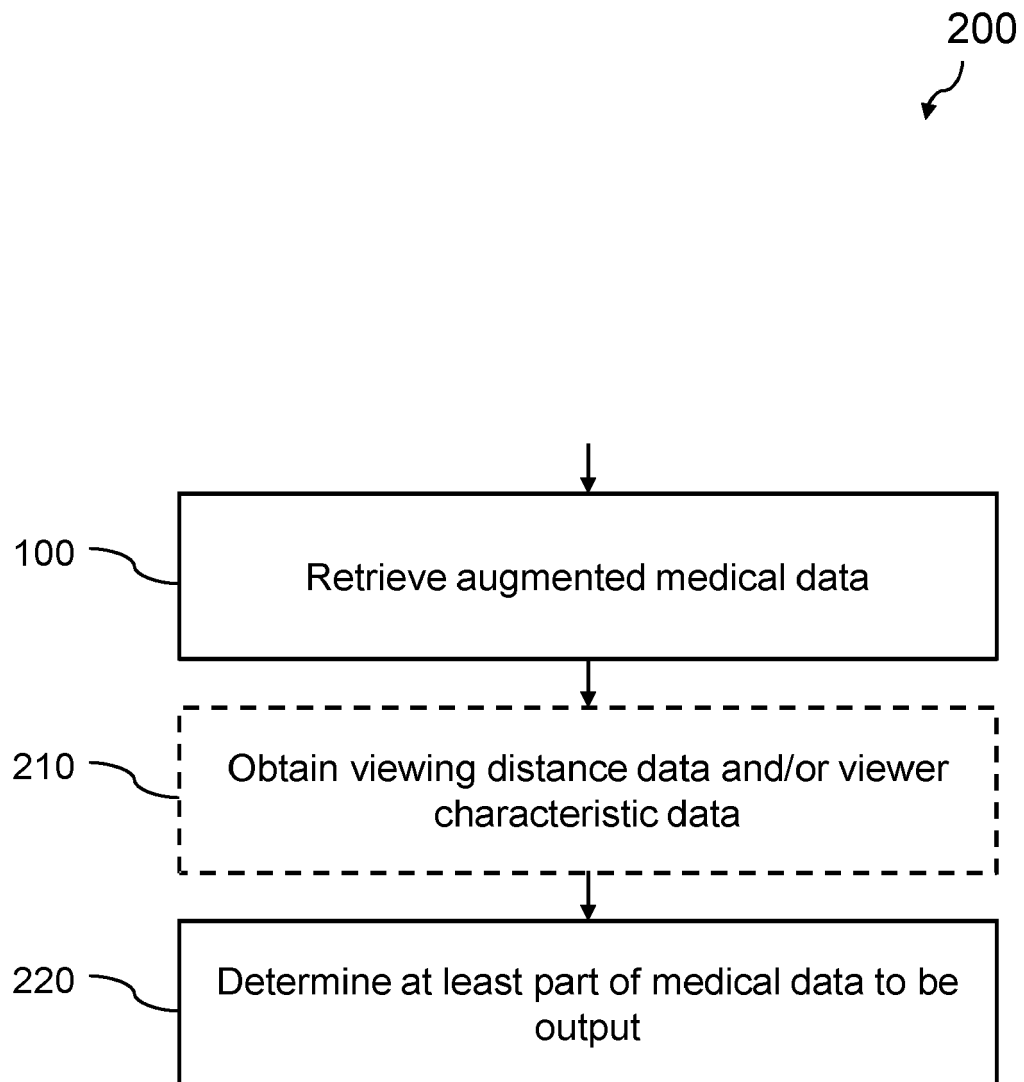 200
100
Retrieve augmented medical data
210
Obtain viewing distance data and/or viewer
characteristic data
220
Determine at least part of medical data to be
output